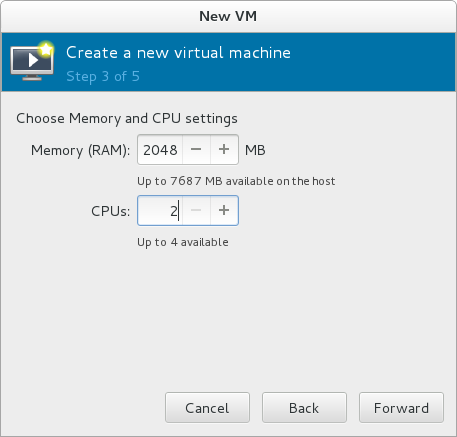 New VM
Create a new virtual machine
Step 3 of 5
Choose Memory and CPU settings
Memory (RAM): 2048 − + MB
Up to 7687 MB available on the host
CPUs: 2 − +
Up to 4 available
Cancel Back Forward